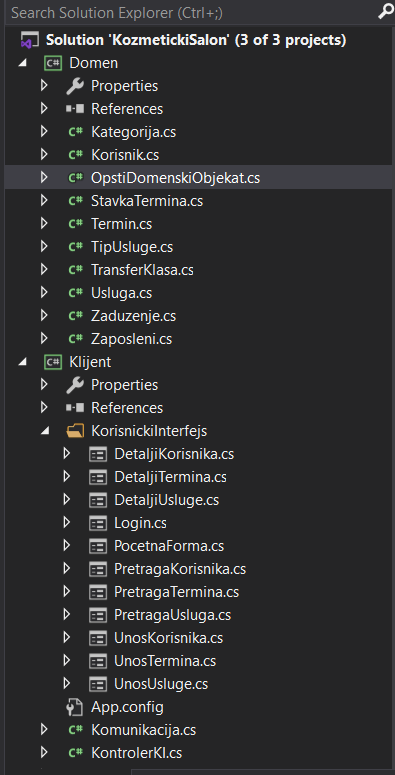 Search Solution Explorer (Ctrl+;)
Solution 'KozmetickiSalon' (3 of 3 projects)
C# Domen
Properties
References
C# Kategorija.cs
C# Korisnik.cs
C# OpstiDomenskiObjekat.cs
C# StavkaTermina.cs
C# Termin.cs
C# TipUsluge.cs
C# TransferKlasa.cs
C# Usluga.cs
C# Zaduzenje.cs
C# Zaposleni.cs
C# Klijent
Properties
References
KorisnickiInterfejs
DetaljiKorisnika.cs
DetaljiTermina.cs
DetaljiUsluge.cs
Login.cs
PocetnaForma.cs
PretragaKorisnika.cs
PretragaTermina.cs
PretragaUsluga.cs
UnosKorisnika.cs
UnosTermina.cs
UnosUsluge.cs
App.config
C# Komunikacija.cs
C# KontrolerKI.cs